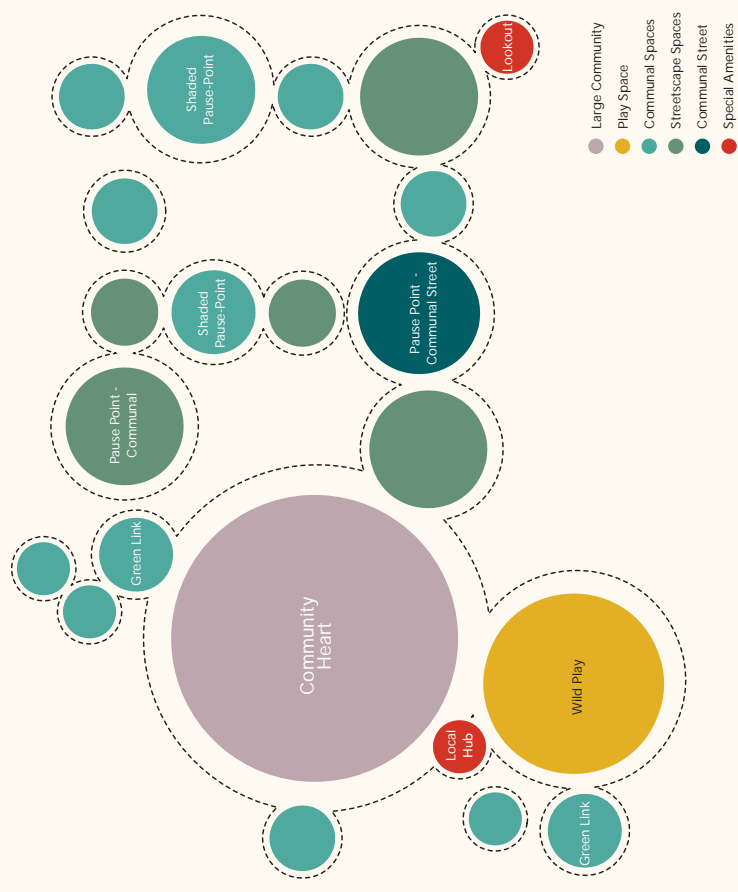 Lookout
Shaded
Pause-Point
Shaded
Pause-Point
Pause Point -
Communal Street
Pause Point -
Communal
Green Link
Community
Heart
Wild Play
Local
Hub
Green Link
Large Community
Play Space
Communal Spaces
Streetscape Spaces
Communal Street
Special Amenities